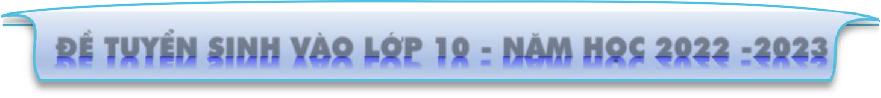 ĐỀ TUYỂN SINH VÀO LỚP 10 - NĂM HỌC 2022 -2023